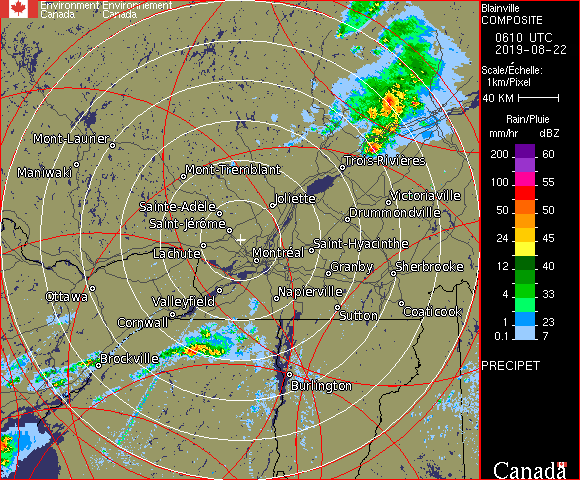 Environment Environnement
Canada Canada
Blainville
COMPOSITE
0610 UTC
2019-08-22
Scale/Échelle:
1km/Pixel
40 KM
Rain/Pluie
mm/hr dBZ
200 60
100 55
50 50
24 45
12 40
4 33
1 23
0.1 7
PRECIPET
Canada
Mont-Laurier
Maniwaki
Mont-Tremblant
Trois-Rivières
Joliette
Victoriaville
Sainte-Adèle
Drummondville
Saint-Jérôme
Saint-Hyacinthe
Lachute
Montréal
Granby
Sherbrooke
Ottawa
Valleyfield
Napierville
Cornwall
Sutton
Coaticook
Brockville
Burlington